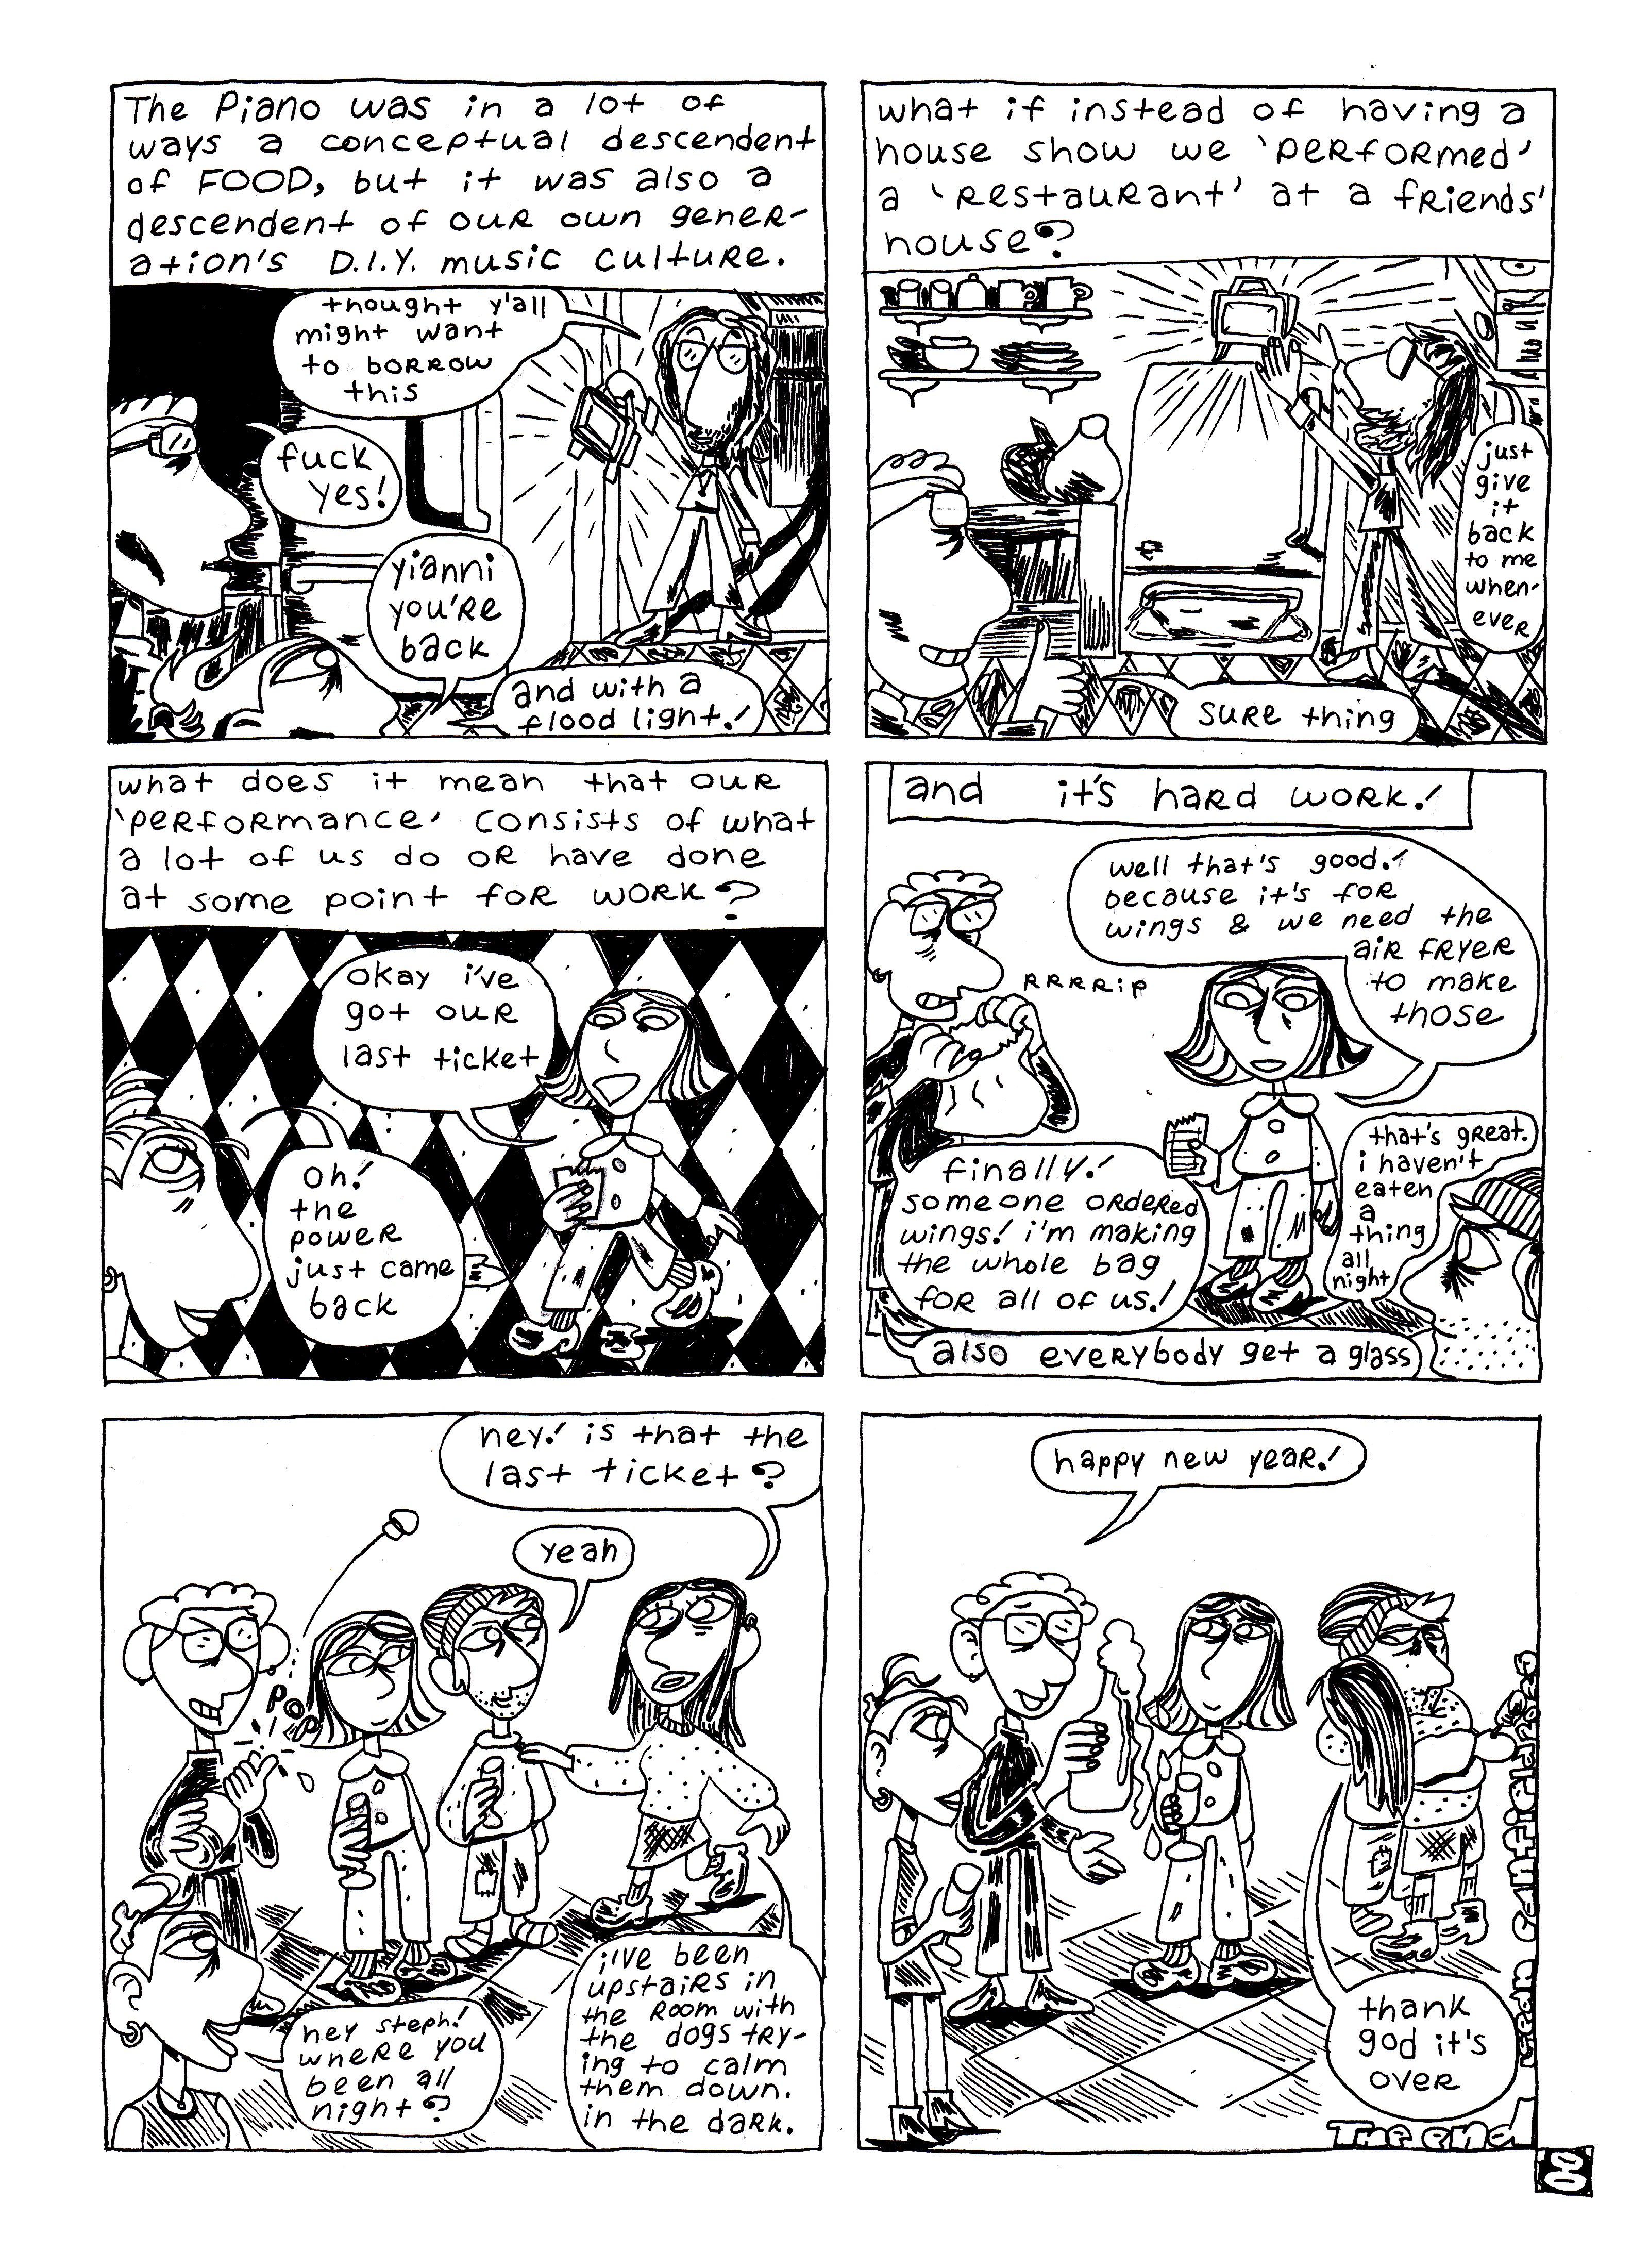 The Piano was in a lot of
ways a conceptual descendent
of FOOD, but it was also a
descendent of our own gener-
ation's D.I.Y. music culture.
thought y'all
might want
to borrow
this
fuck
yes!
yianni
you're
back
and with a
flood light!
what if instead of having a
house show we 'performed'
a 'restaurant' at a friends'
house?
just
give
it
back
to me
when-
ever
sure thing
what does it mean that our
'performance' consists of what
a lot of us do or have done
at some point for work?
okay i've
got our
last ticket
oh!
the
power
just came
back
and it's hard work!
well that's good!
because it's for
wings & we need the
air fryer
to make
those
RRRRip
finally!
someone ordered
wings! i'm making
the whole bag
for all of us!
that's great.
i haven't
eaten
a
thing
all
night
also everybody get a glass
hey! is that the
last ticket?
yeah
POP
hey steph!
where you
been all
night?
i've been
upstairs in
the room with
the dogs try-
ing to calm
them down.
in the dark.
happy new year!
thank
god it's
over
The end